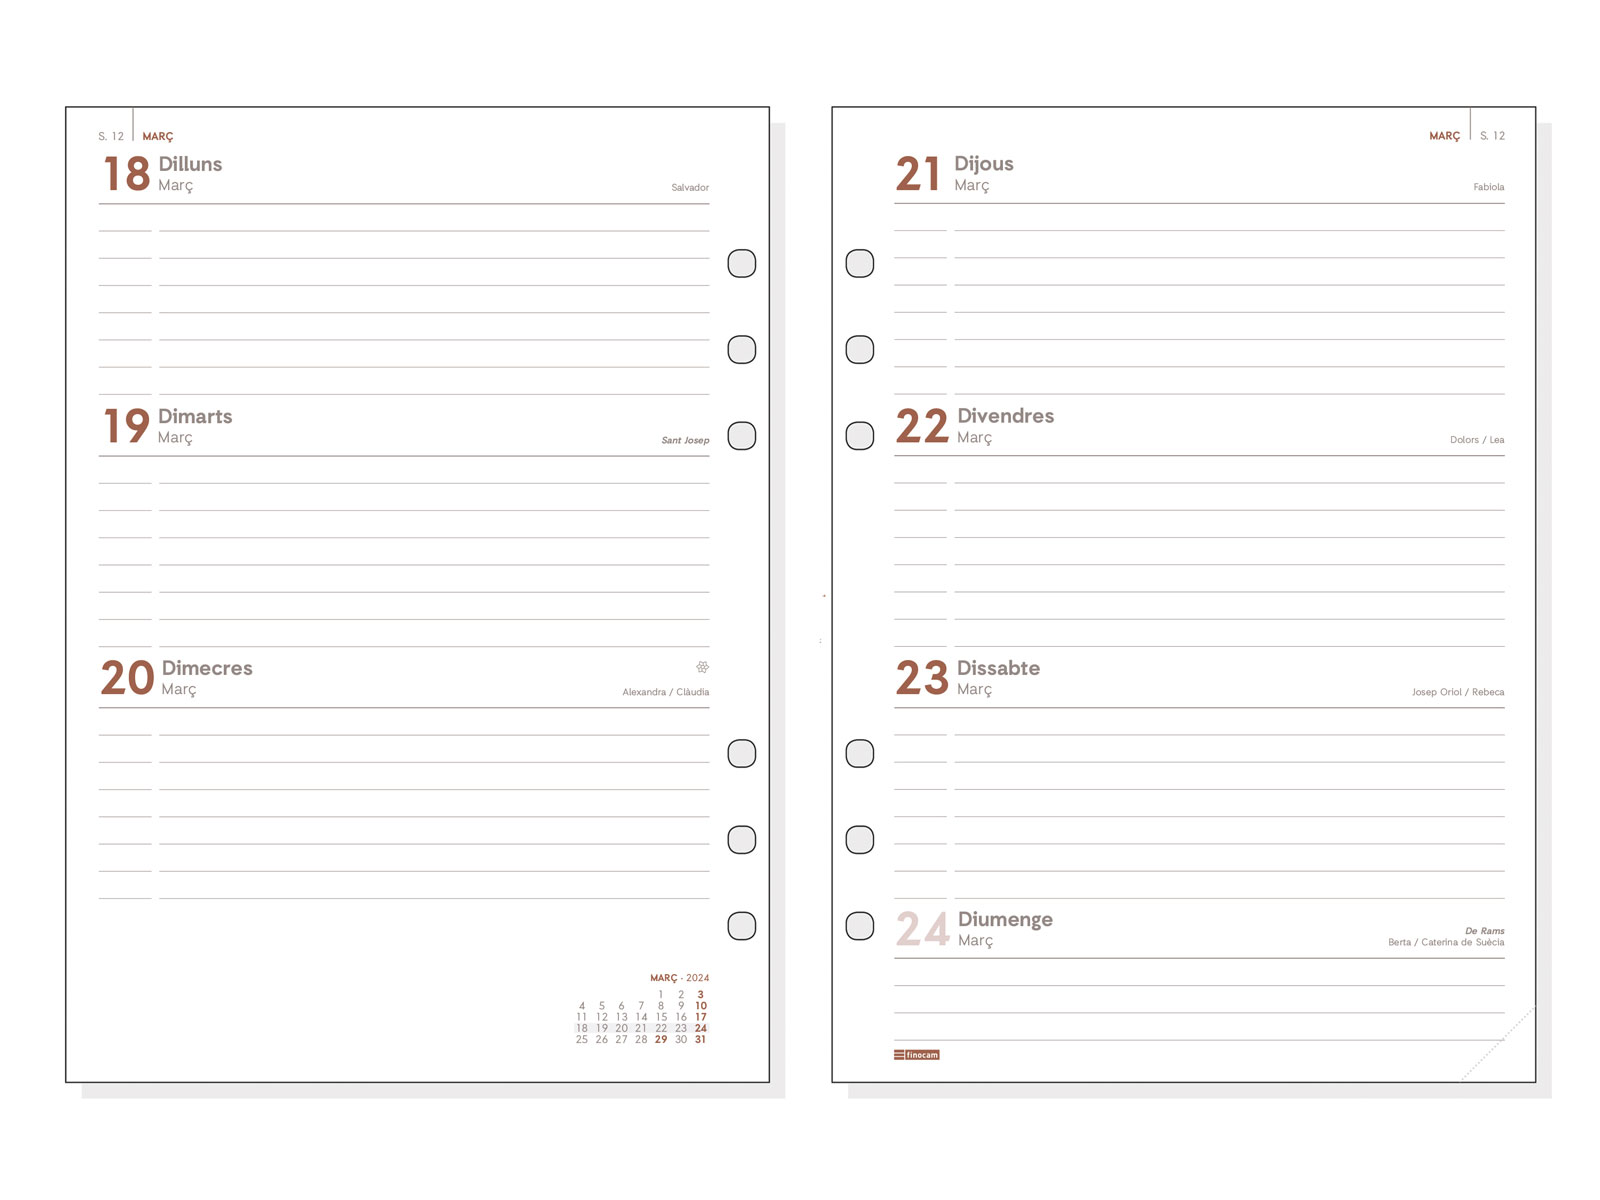 S. 12 MARÇ
18 Dilluns
Març
Salvador
19 Dimarts
Març
Sant Josep
20 Dimecres
Març
Alexandra / Clàudia
MARÇ - 2024
1 2 3
4 5 6 7 8 9 10
11 12 13 14 15 16 17
18 19 20 21 22 23 24
25 26 27 28 29 30 31
MARÇ S. 12
21 Dijous
Març
Fabiola
22 Divendres
Març
Dolors / Lea
23 Dissabte
Març
Josep Oriol / Rebeca
24 Diumenge
Març
De Rams
Berta / Caterina de Suècia
finocam